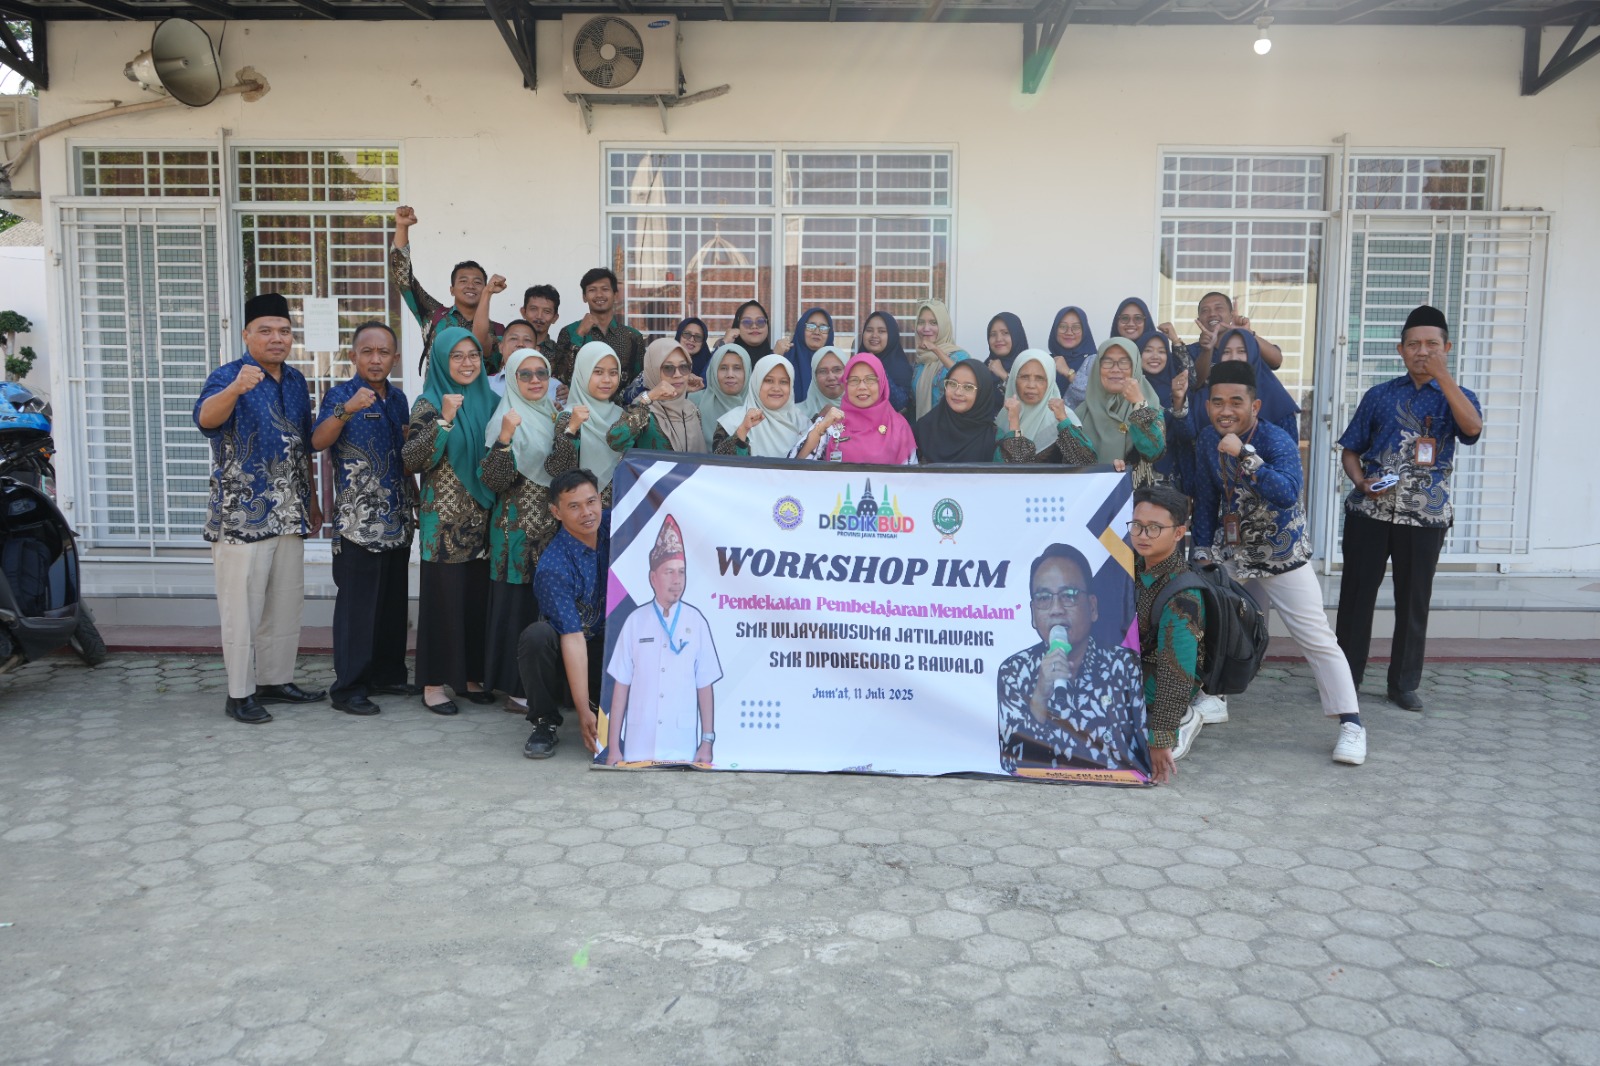 SAMSUNG
DISDIKBUD
PROVINSI JAWA TENGAH
WORKSHOP IKM
"Pendekatan Pembelajaran Mendalam"
SMK WIJAYAKUSUMA JATILAWANG
SMK DIPONEGORO 2 RAWALO
Jum'at, 11 Juli 2025